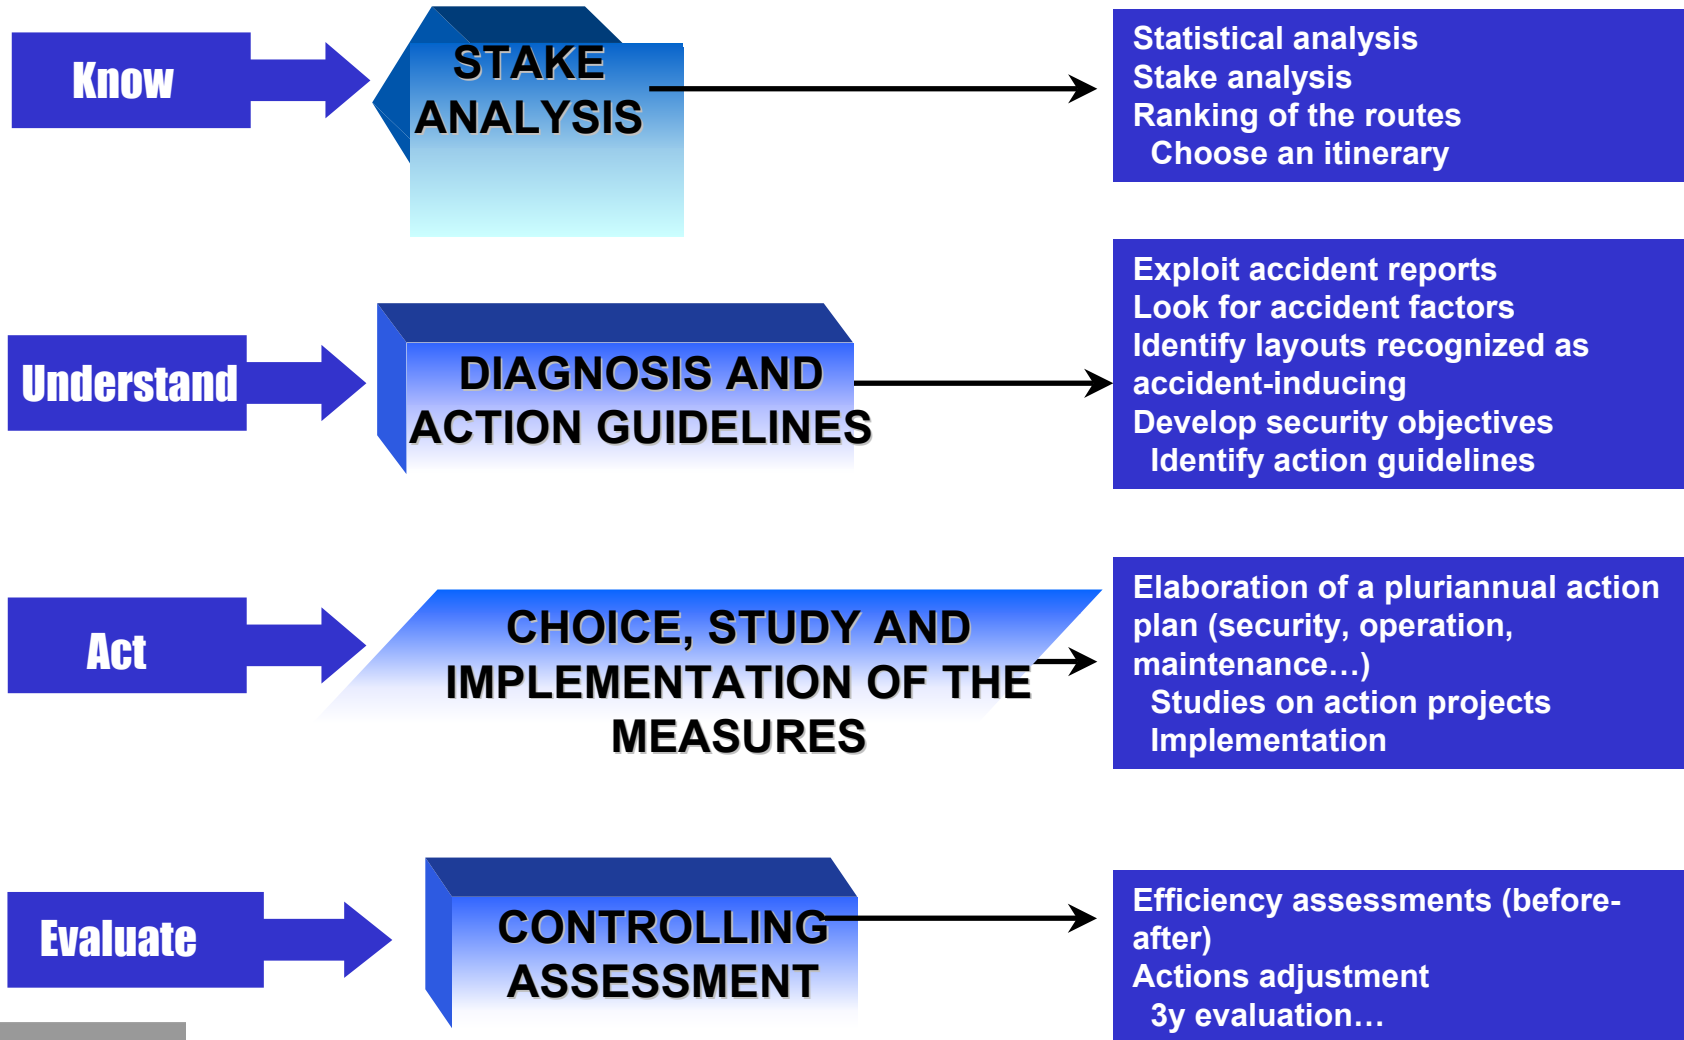 Know
STAKE
ANALYSIS
Statistical analysis
Stake analysis
Ranking of the routes
Choose an itinerary
Understand
DIAGNOSIS AND
ACTION GUIDELINES
Exploit accident reports
Look for accident factors
Identify layouts recognized as
accident-inducing
Develop security objectives
Identify action guidelines
Act
CHOICE, STUDY AND
IMPLEMENTATION OF THE
MEASURES
Elaboration of a pluriannual action
plan (security, operation,
maintenance…)
Studies on action projects
Implementation
Evaluate
CONTROLLING
ASSESSMENT
Efficiency assessments (before-
after)
Actions adjustment
3y evaluation…